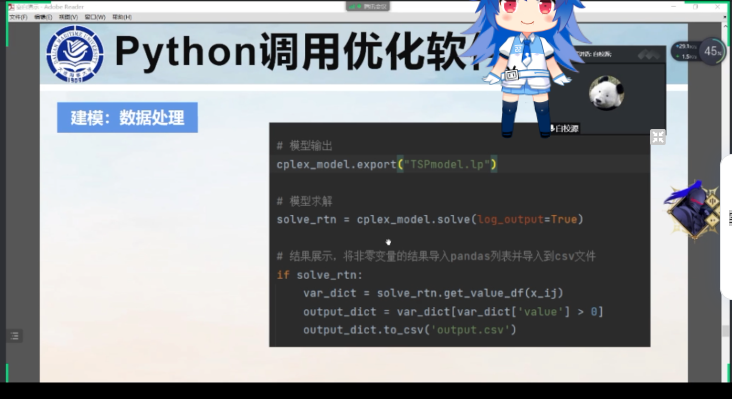 Adobe Reader
文件(F) 编辑(E) 视图(V) 窗口(W) 帮助(H)
腾讯会议
Python调用优化软
45%
建模：数据处理
白校源
# 模型输出
cplex_model.export("TSPmodel.lp")
# 模型求解
solve_rtn = cplex_model.solve(log_output=True)
# 结果展示，将非零变量的结果导入pandas列表并导入到csv文件
if solve_rtn:
var_dict = solve_rtn.get_value_df(x_ij)
output_dict = var_dict[var_dict['value'] > 0]
output_dict.to_csv('output.csv')